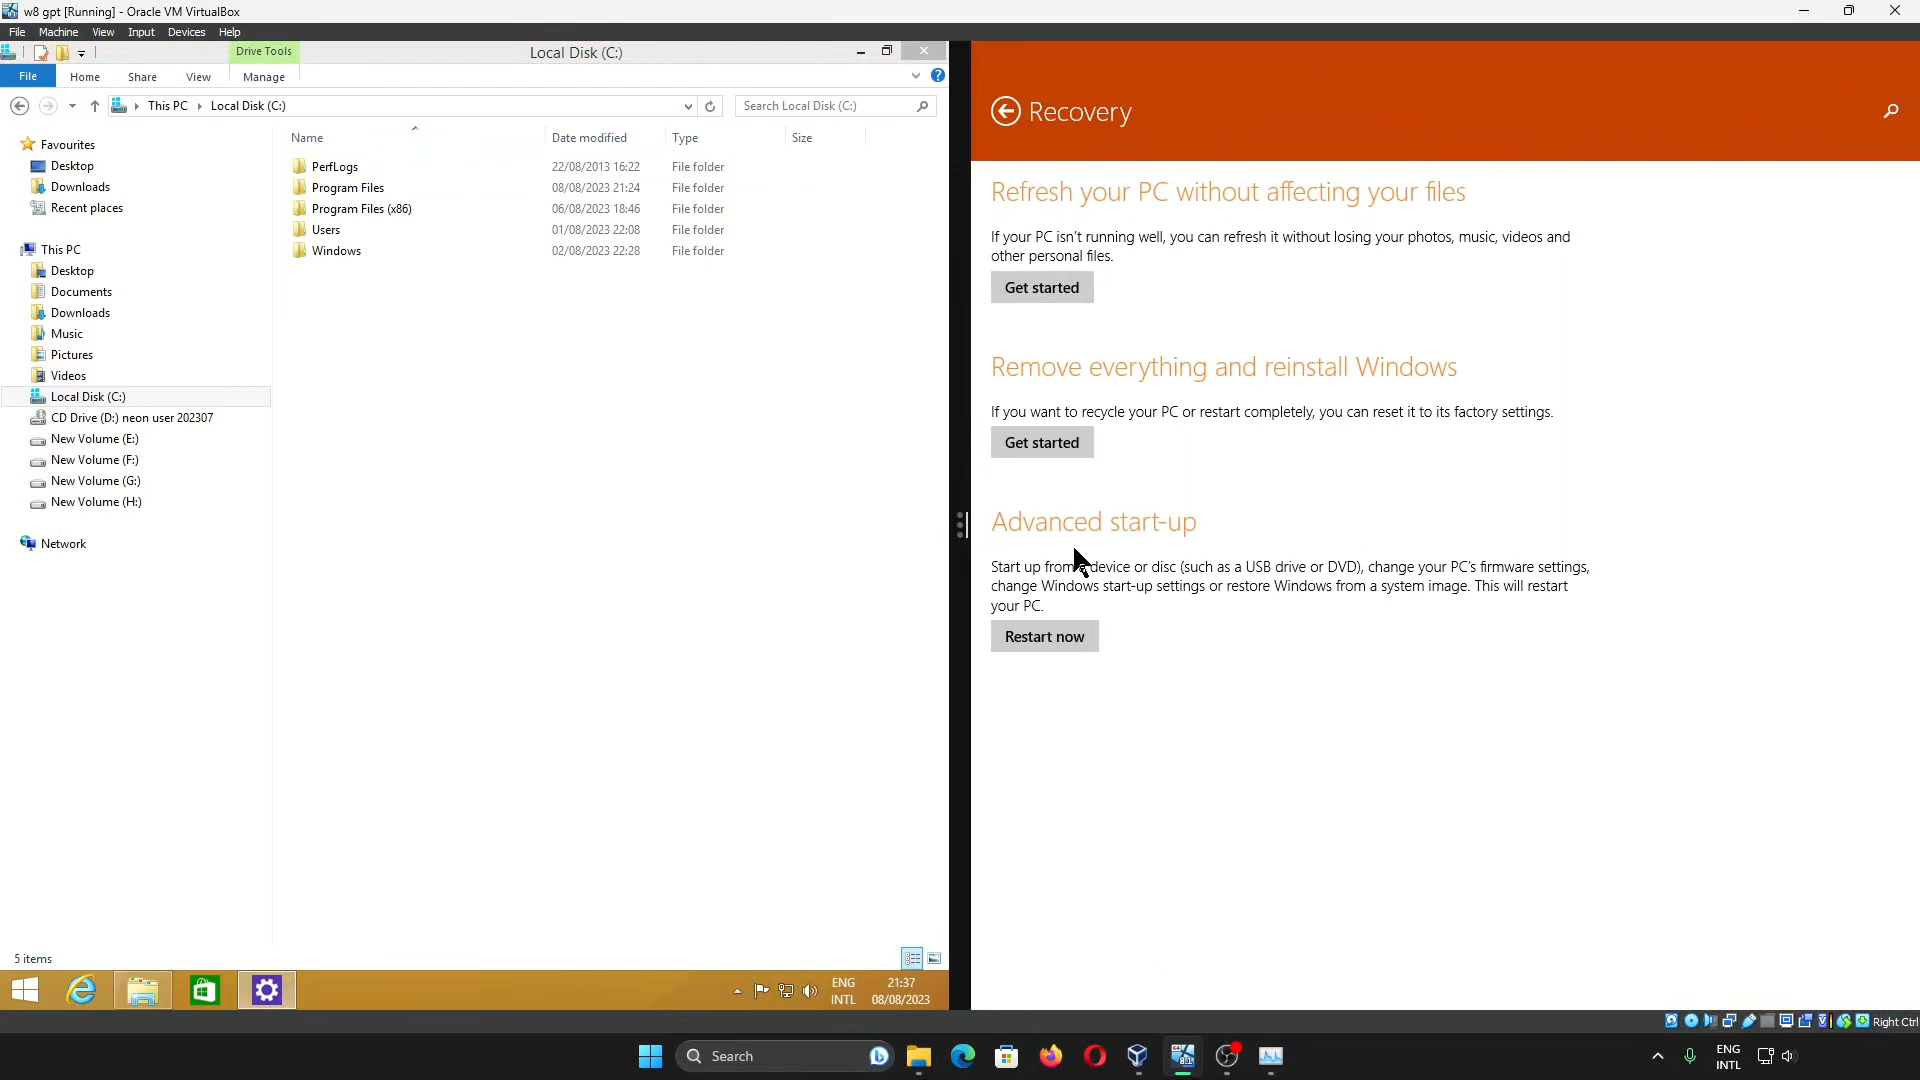 w8 gpt [Running] - Oracle VM VirtualBox
File Machine View Input Devices Help
Drive Tools
Local Disk (C:)
File Home Share View Manage
This PC Local Disk (C:)
Search Local Disk (C:)
Favourites
Desktop
Downloads
Recent places
This PC
Desktop
Documents
Downloads
Music
Pictures
Videos
Local Disk (C:)
CD Drive (D:) neon user 202307
New Volume (E:)
New Volume (F:)
New Volume (G:)
New Volume (H:)
Network
Name Date modified Type Size
PerfLogs 22/08/2013 16:22 File folder
Program Files 08/08/2023 21:24 File folder
Program Files (x86) 06/08/2023 18:46 File folder
Users 01/08/2023 22:08 File folder
Windows 02/08/2023 22:28 File folder
5 items
Recovery
Refresh your PC without affecting your files
If your PC isn't running well, you can refresh it without losing your photos, music, videos and
other personal files.
Get started
Remove everything and reinstall Windows
If you want to recycle your PC or restart completely, you can reset it to its factory settings.
Get started
Advanced start-up
Start up from a device or disc (such as a USB drive or DVD), change your PC's firmware settings,
change Windows start-up settings or restore Windows from a system image. This will restart
your PC.
Restart now
ENG 21:37
INTL 08/08/2023
Right Ctrl
Search
ENG
INTL